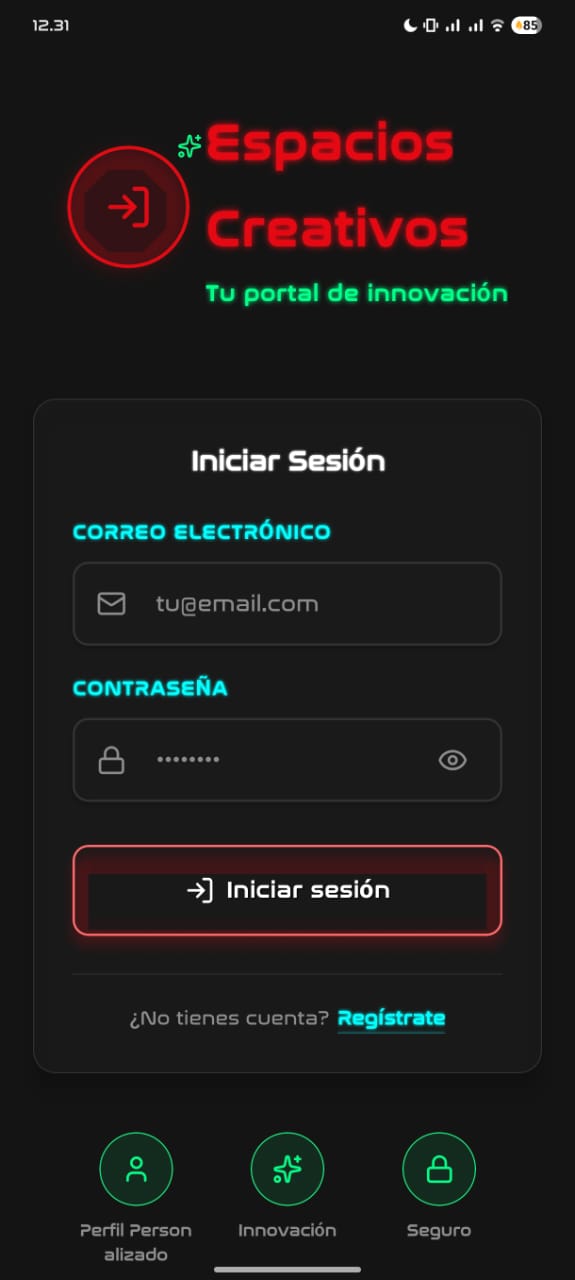 12.31
85
Espacios
Creativos
Tu portal de innovación
Iniciar Sesión
CORREO ELECTRÓNICO
tu@email.com
CONTRASEÑA
••••••••
Iniciar sesión
¿No tienes cuenta? Regístrate
Perfil Person
alizado
Innovación
Seguro